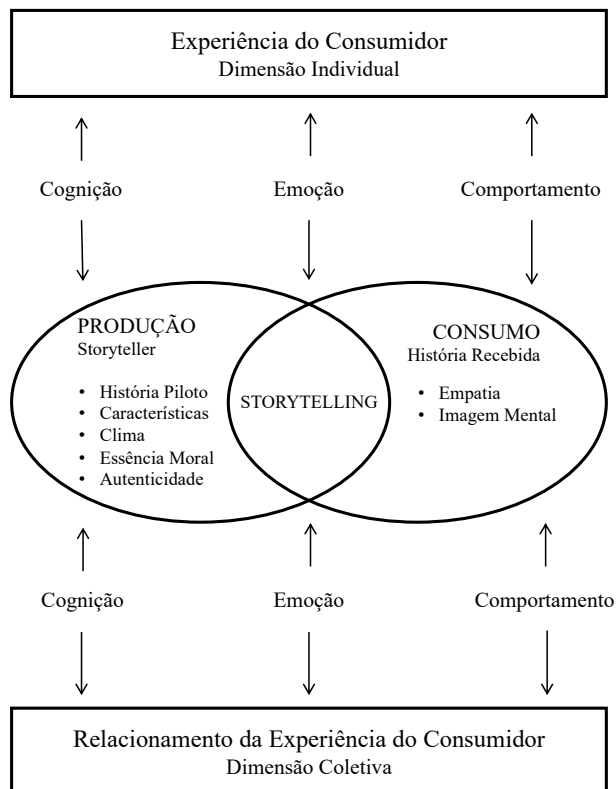 Experiência do Consumidor
Dimensão Individual
Cognição
Emoção
Comportamento
PRODUÇÃO
Storyteller
• História Piloto
• Características
• Clima
• Essência Moral
• Autenticidade
STORYTELLING
CONSUMO
História Recebida
• Empatia
• Imagem Mental
Cognição
Emoção
Comportamento
Relacionamento da Experiência do Consumidor
Dimensão Coletiva